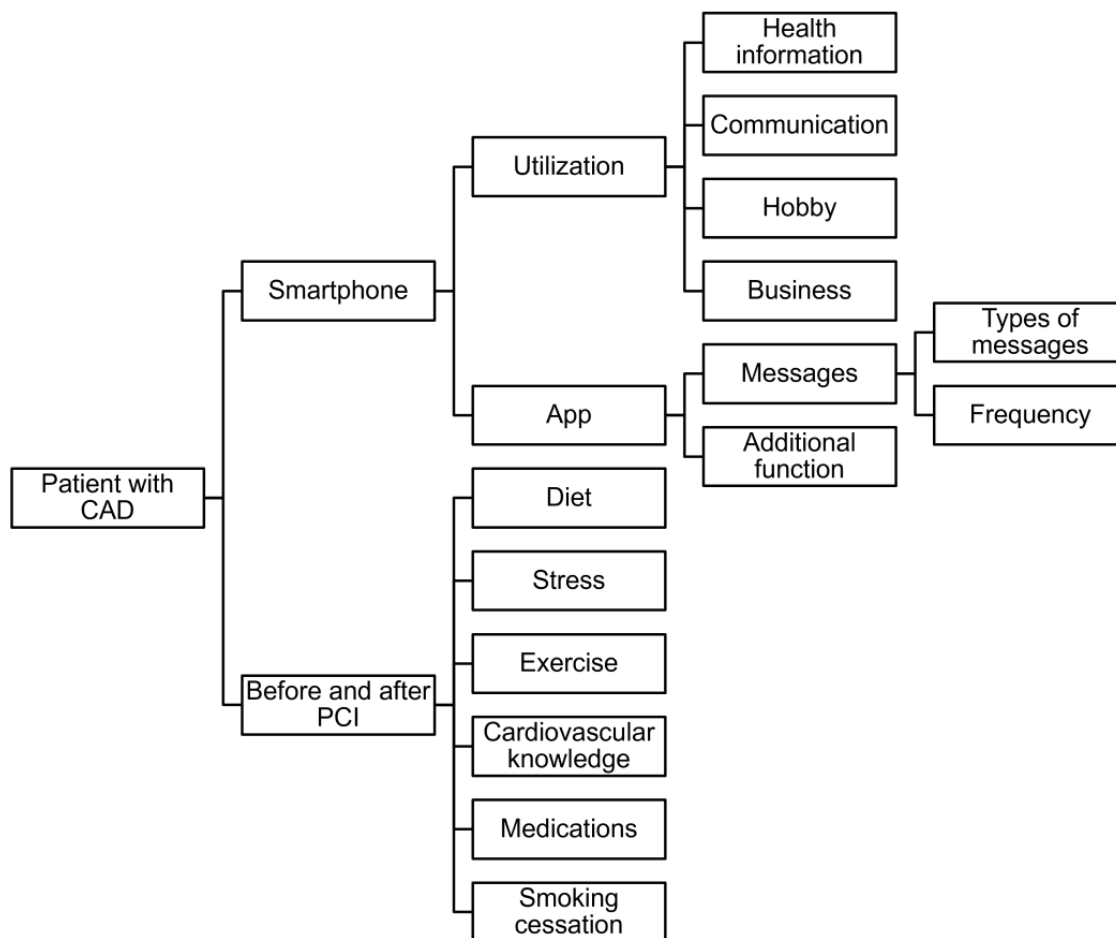 Health
information
Communication
Utilization
Hobby
Smartphone
Business
Types of
messages
Messages
App
Frequency
Additional
function
Patient with
CAD
Diet
Stress
Exercise
Before and after
PCI
Cardiovascular
knowledge
Medications
Smoking
cessation